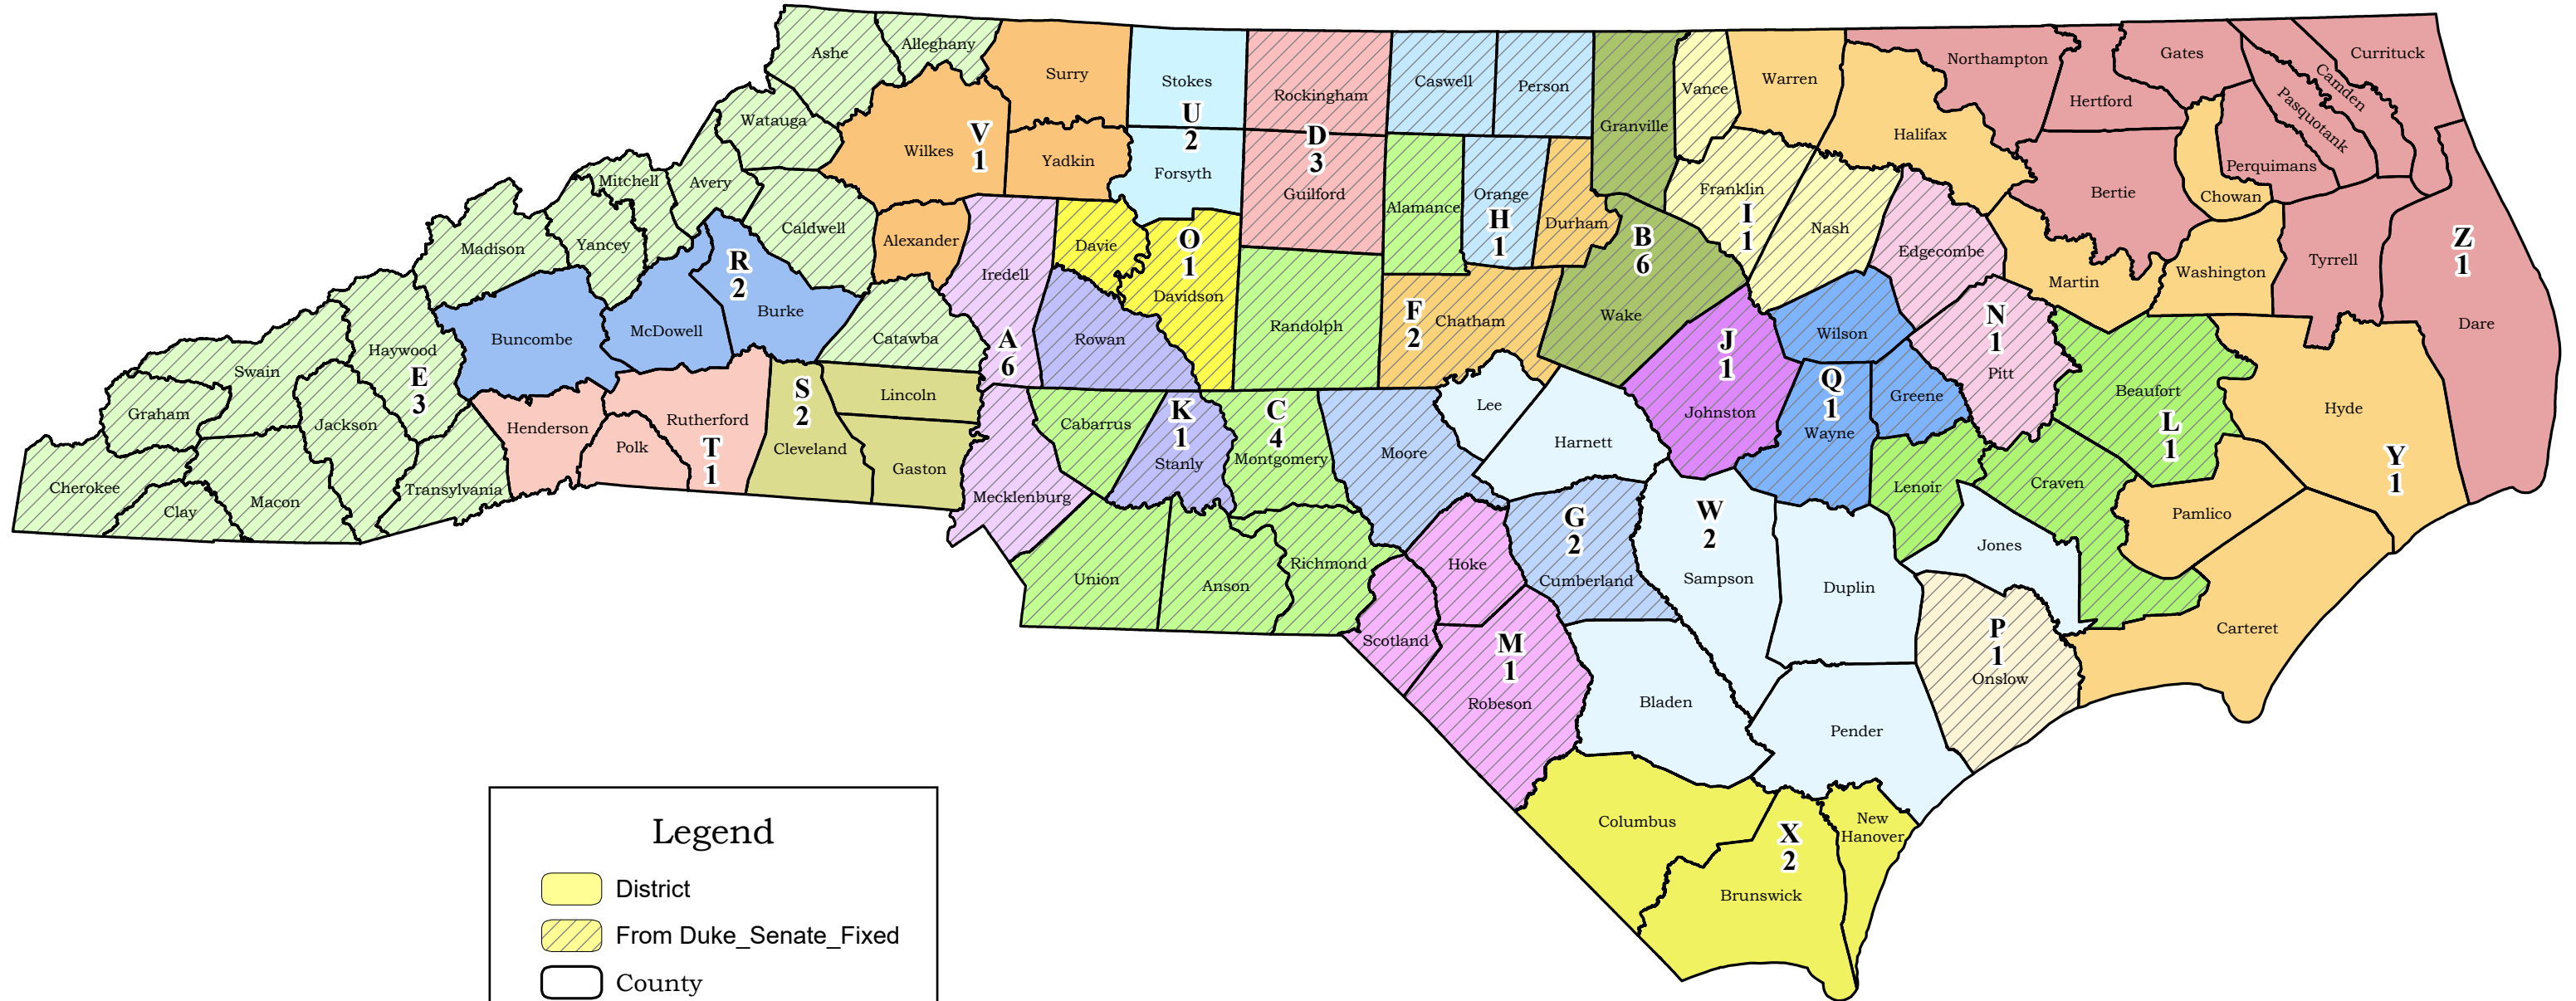 Ashe
Alleghany
Surry
Stokes
Rockingham
Caswell
Person
Granville
Vance
Warren
Northampton
Gates
Currituck
Camden
Pasquotank
Hertford
Halifax
Perquimans
Watauga
Wilkes
V
1
Yadkin
U
2
Forsyth
D
3
Guilford
Alamance
Orange
H
1
Durham
Franklin
I
1
Nash
Bertie
Chowan
Mitchell
Avery
Caldwell
Alexander
Madison
Yancey
Iredell
Davie
O
1
Davidson
B
6
Wake
Edgecombe
Martin
Washington
Tyrrell
Z
1
Dare
R
2
Burke
McDowell
Buncombe
Catawba
A
6
Rowan
Randolph
F
2
Chatham
J
1
Johnston
Wilson
N
1
Pitt
Haywood
E
3
Swain
Graham
Jackson
Henderson
Polk
Rutherford
T
1
S
2
Cleveland
Lincoln
Gaston
Cabarrus
K
1
Stanly
C
4
Montgomery
Moore
Lee
Harnett
Q
1
Wayne
Greene
Beaufort
L
1
Hyde
Y
1
Cherokee
Clay
Macon
Transylvania
Mecklenburg
Lenoir
Craven
Pamlico
Union
Anson
Richmond
Hoke
G
2
Cumberland
W
2
Sampson
Duplin
Jones
Carteret
Scotland
M
1
Robeson
Bladen
P
1
Onslow
Pender
Columbus
X
2
Brunswick
New
Hanover
Legend
District
From Duke_Senate_Fixed
County